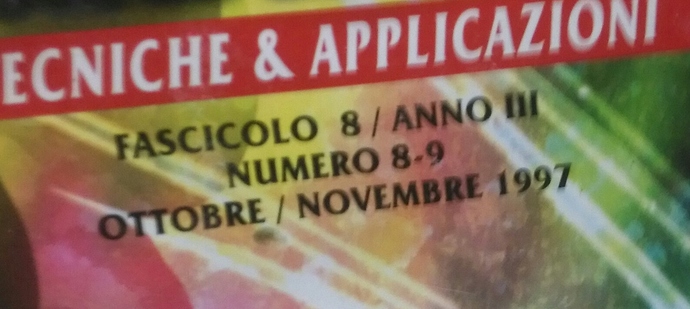 ECNICHE & APPLICAZIONI
FASCICOLO 8 / ANNO III
NUMERO 8-9
OTTOBRE / NOVEMBRE 1997